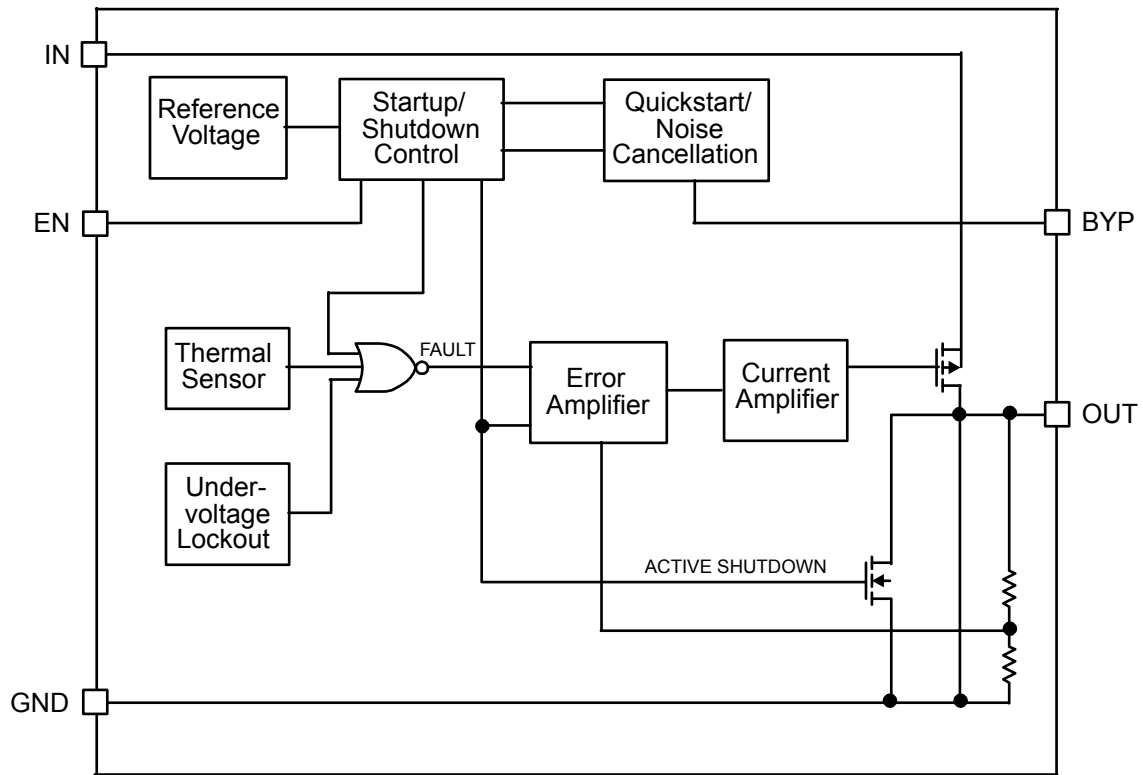 IN
Reference
Voltage
Startup/
Shutdown
Control
Quickstart/
Noise
Cancellation
EN
BYP
Thermal
Sensor
FAULT
Error
Amplifier
Current
Amplifier
OUT
Under-
voltage
Lockout
ACTIVE SHUTDOWN
GND